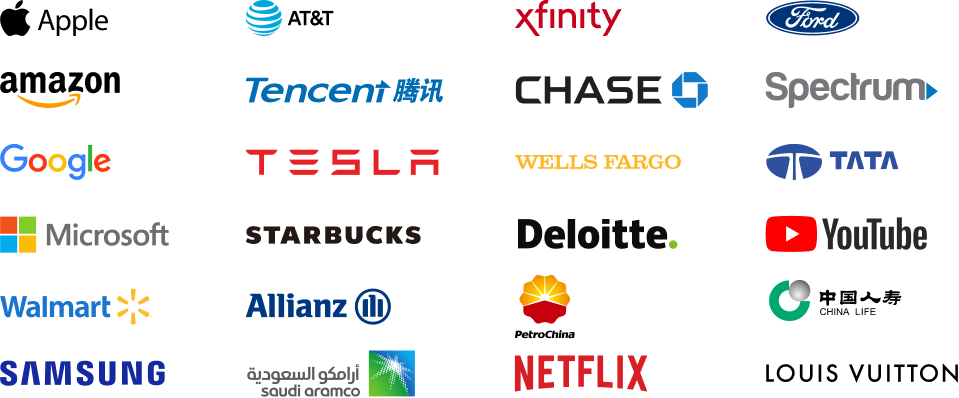 Apple
AT&T
xfinity
Ford
amazon
Tencent 腾讯
CHASE
Spectrum
Google
TESLA
WELLS FARGO
TATA
Microsoft
STARBUCKS
Deloitte.
YouTube
Walmart
Allianz
PetroChina
中国人寿
CHINA LIFE
SAMSUNG
أرامكو السعودية
saudi aramco
NETFLIX
LOUIS VUITTON